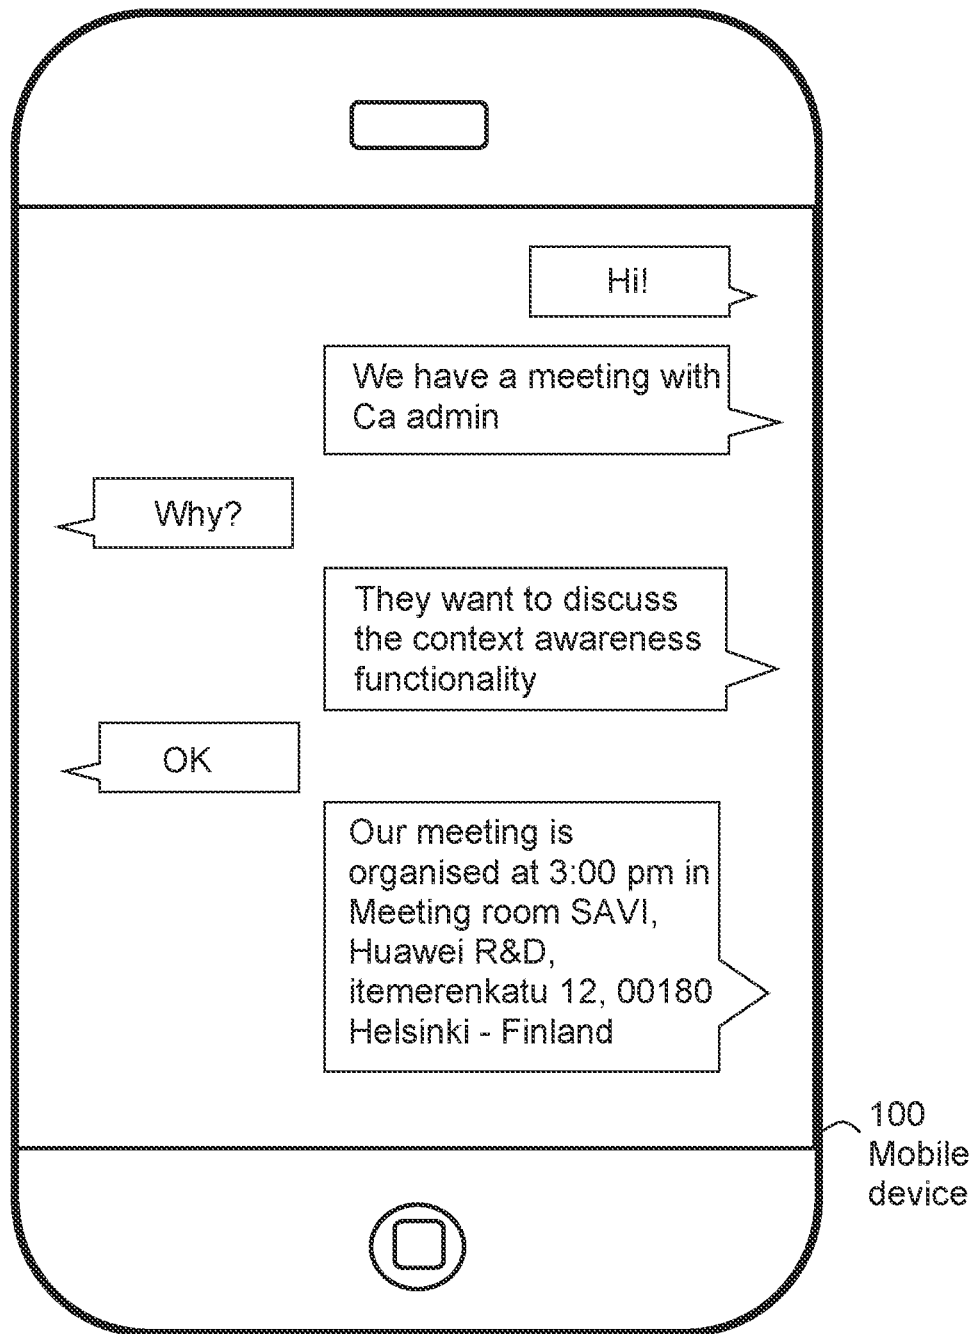 Hi!
We have a meeting with
Ca admin
Why?
They want to discuss
the context awareness
functionality
OK
Our meeting is
organised at 3:00 pm in
Meeting room SAVI,
Huawei R&D,
itemerenkatu 12, 00180
Helsinki - Finland
100
Mobile
device